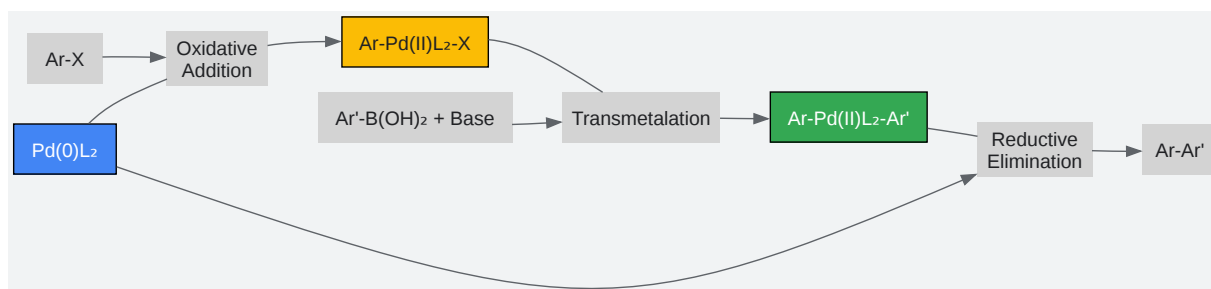 Ar-X
Oxidative
Addition
Ar-Pd(II)L₂-X
Pd(0)L₂
Ar'-B(OH)₂ + Base
Transmetalation
Ar-Pd(II)L₂-Ar'
Reductive
Elimination
Ar-Ar'